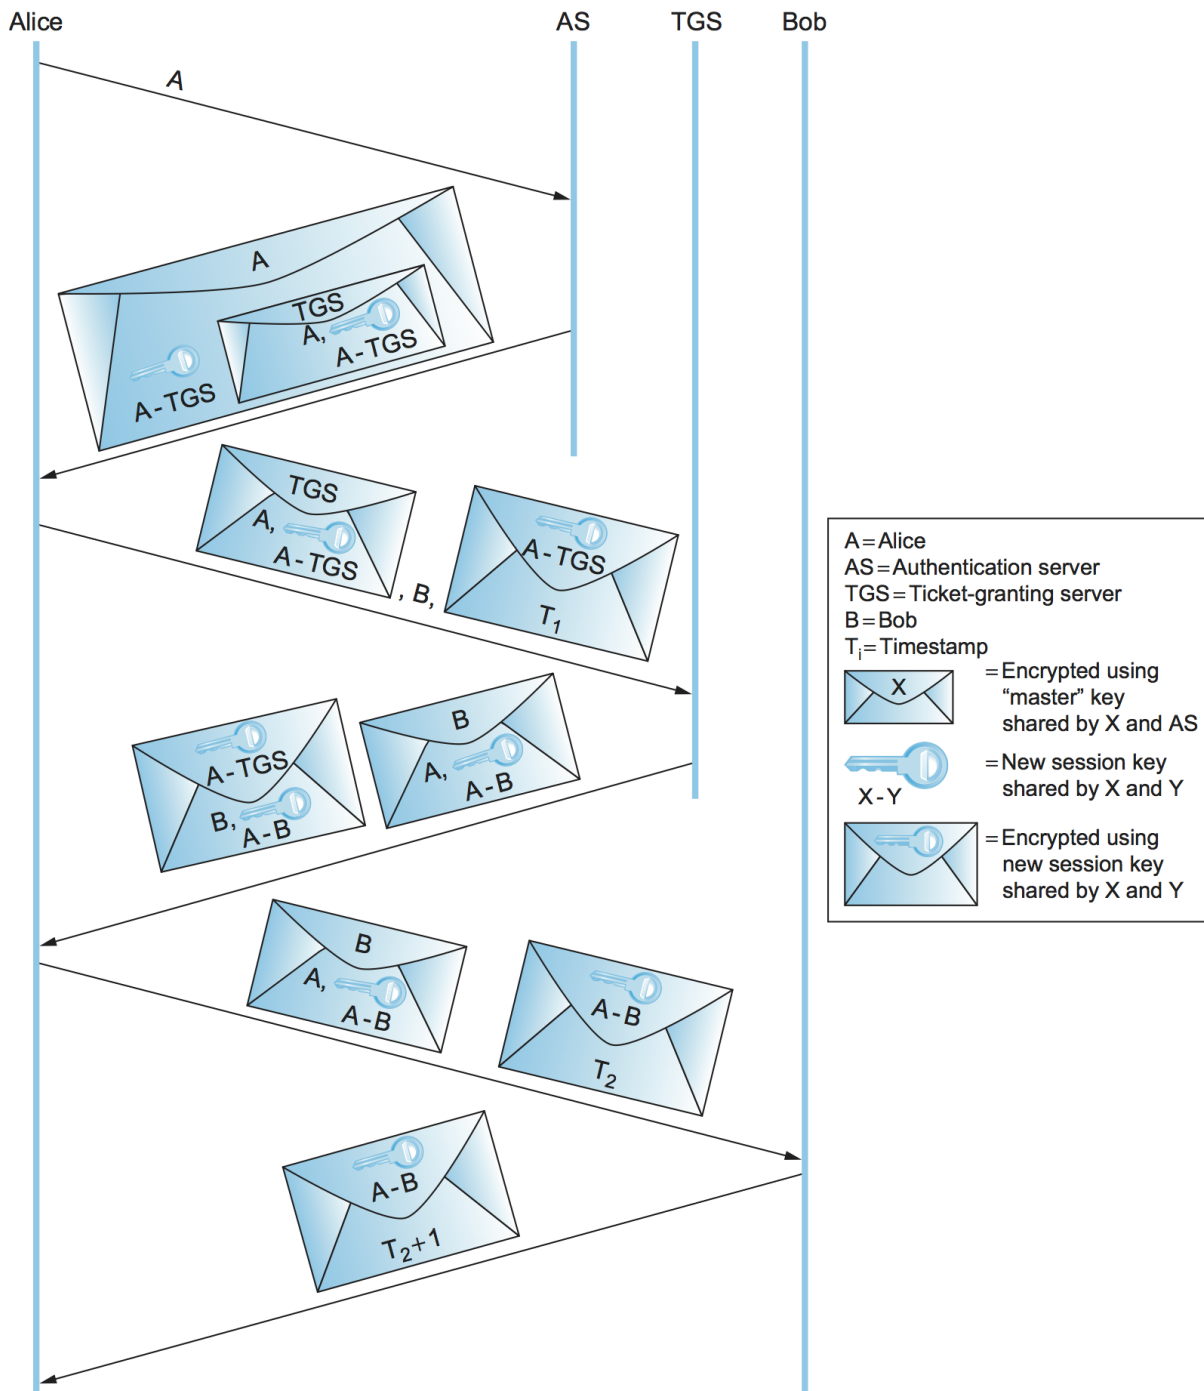 Alice AS TGS Bob
A
A
TGS
A,
A-TGS
A-TGS
TGS
A,
A-TGS
, B,
A-TGS
T₁
A-TGS
B,
A-B
B
A,
A-B
B
A,
A-B
A-B
T₂
A-B
T₂+1
A=Alice
AS=Authentication server
TGS=Ticket-granting server
B=Bob
Tᵢ=Timestamp
X
=Encrypted using
“master” key
shared by X and AS
X-Y
=New session key
shared by X and Y
=Encrypted using
new session key
shared by X and Y